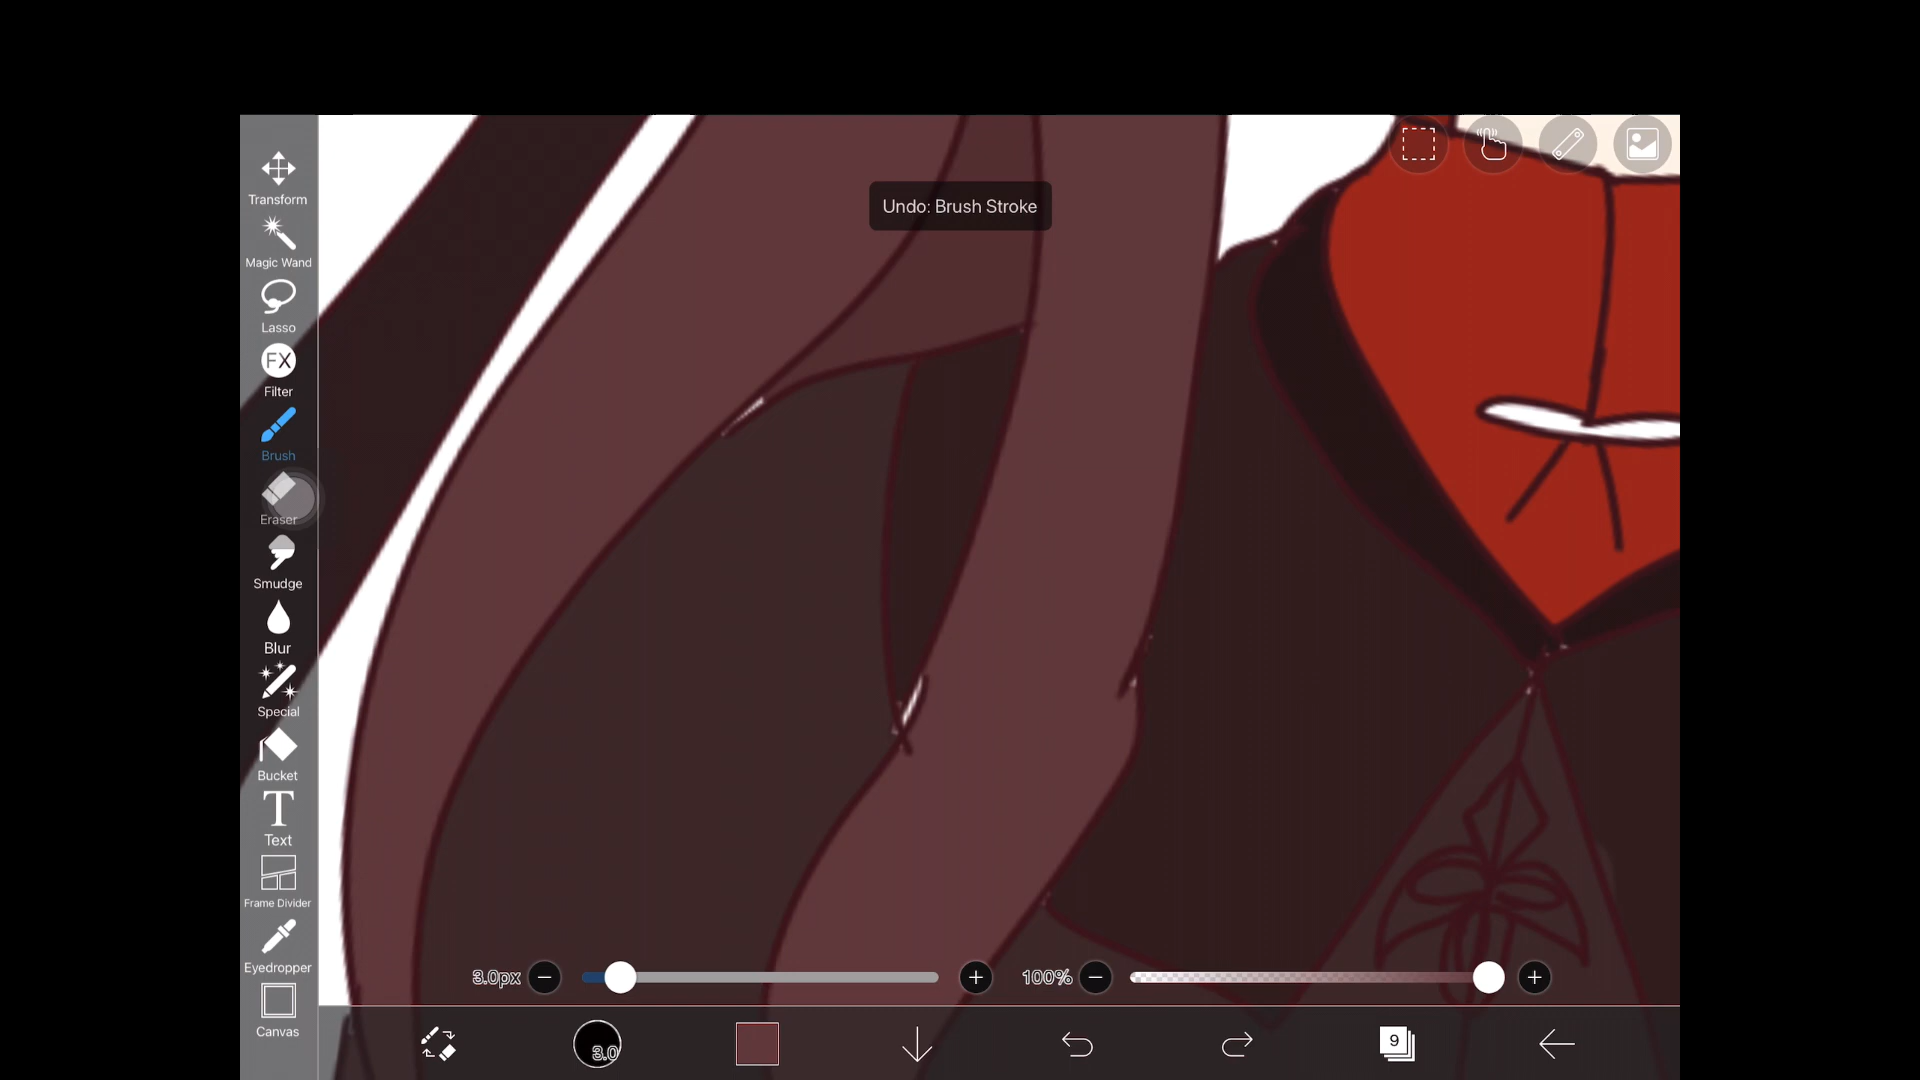 Undo: Brush Stroke
Transform
Magic Wand
Lasso
FX
Filter
Brush
Eraser
Smudge
Blur
Special
Bucket
T
Text
Frame Divider
Eyedropper
Canvas
3.0px
100%
3.0
9